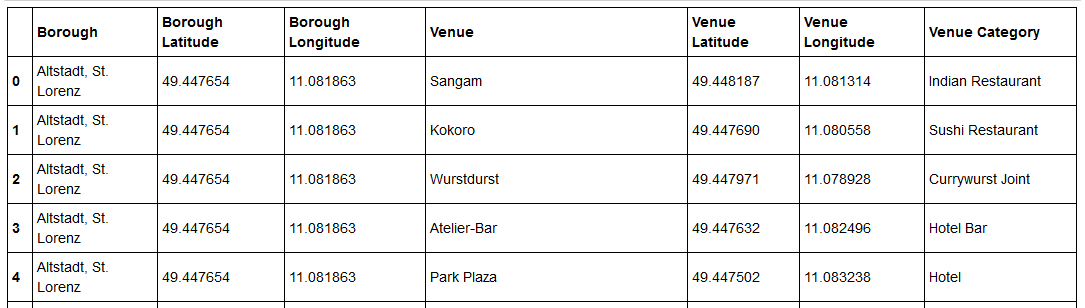 Borough Borough Latitude Borough Longitude Venue Venue Latitude Venue Longitude Venue Category
0 Altstadt, St. Lorenz 49.447654 11.081863 Sangam 49.448187 11.081314 Indian Restaurant
1 Altstadt, St. Lorenz 49.447654 11.081863 Kokoro 49.447690 11.080558 Sushi Restaurant
2 Altstadt, St. Lorenz 49.447654 11.081863 Wurstdurst 49.447971 11.078928 Currywurst Joint
3 Altstadt, St. Lorenz 49.447654 11.081863 Atelier-Bar 49.447632 11.082496 Hotel Bar
4 Altstadt, St. Lorenz 49.447654 11.081863 Park Plaza 49.447502 11.083238 Hotel